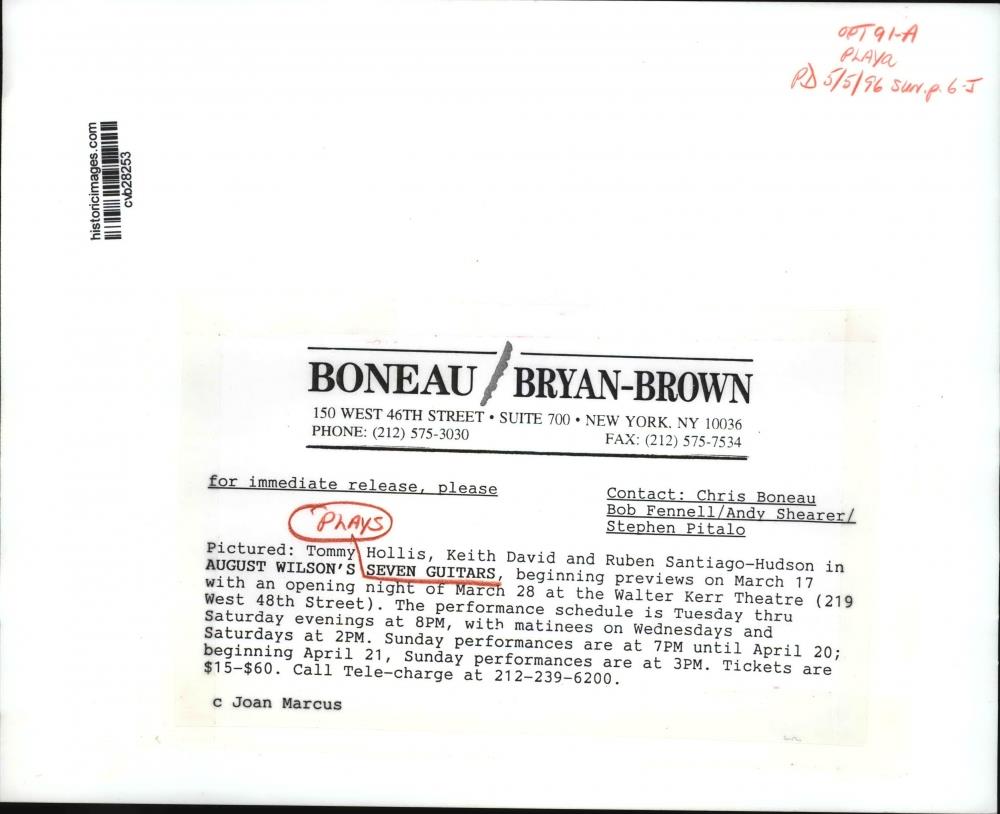 OPT 91-A
PLAYA
PD 5/5/96 SUN. p. 6-J
historicimages.com
cvb28253
BONEAU / BRYAN-BROWN
150 WEST 46TH STREET • SUITE 700 • NEW YORK, NY 10036
PHONE: (212) 575-3030 FAX: (212) 575-7534
for immediate release, please
Contact: Chris Boneau
Bob Fennell/Andy Shearer/
Stephen Pitalo
PLAYS
Pictured: Tommy Hollis, Keith David and Ruben Santiago-Hudson in
AUGUST WILSON'S SEVEN GUITARS, beginning previews on March 17
with an opening night of March 28 at the Walter Kerr Theatre (219
West 48th Street). The performance schedule is Tuesday thru
Saturday evenings at 8PM, with matinees on Wednesdays and
Saturdays at 2PM. Sunday performances are at 7PM until April 20;
beginning April 21, Sunday performances are at 3PM. Tickets are
$15-$60. Call Tele-charge at 212-239-6200.
c Joan Marcus